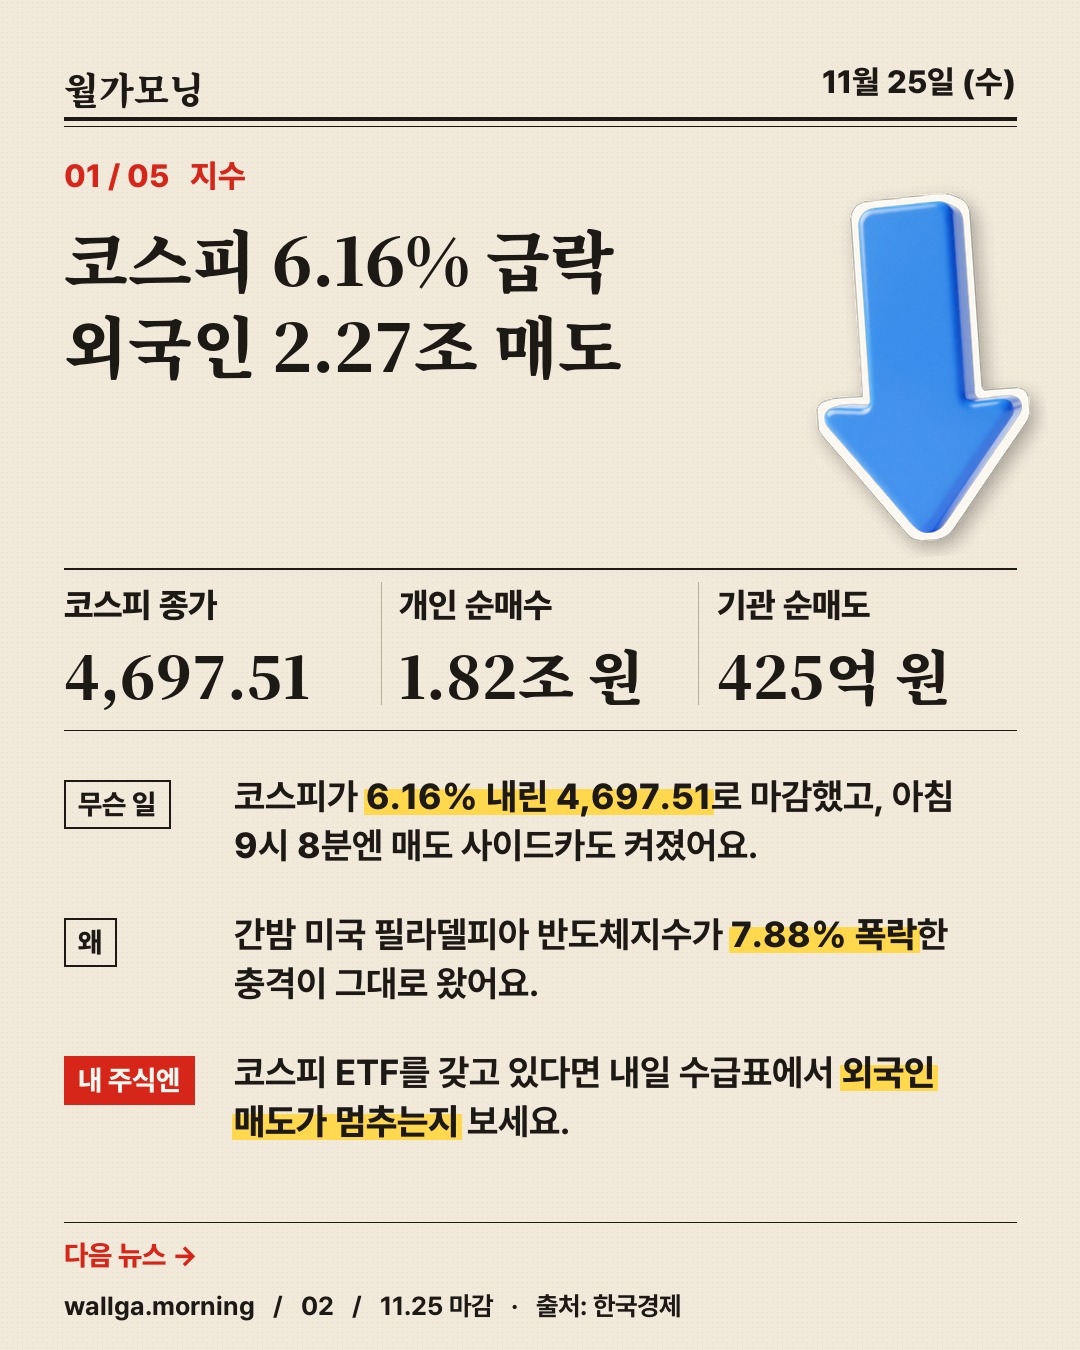 월가모닝
11월 25일 (수)
01 / 05 지수
코스피 6.16% 급락
외국인 2.27조 매도
코스피 종가
4,697.51
개인 순매수
1.82조 원
기관 순매도
425억 원
무슨 일
코스피가 6.16% 내린 4,697.51로 마감했고, 아침
9시 8분엔 매도 사이드카도 켜졌어요.
왜
간밤 미국 필라델피아 반도체지수가 7.88% 폭락한
충격이 그대로 왔어요.
내 주식엔
코스피 ETF를 갖고 있다면 내일 수급표에서 외국인
매도가 멈추는지 보세요.
다음 뉴스 →
wallga.morning / 02 / 11.25 마감 · 출처: 한국경제